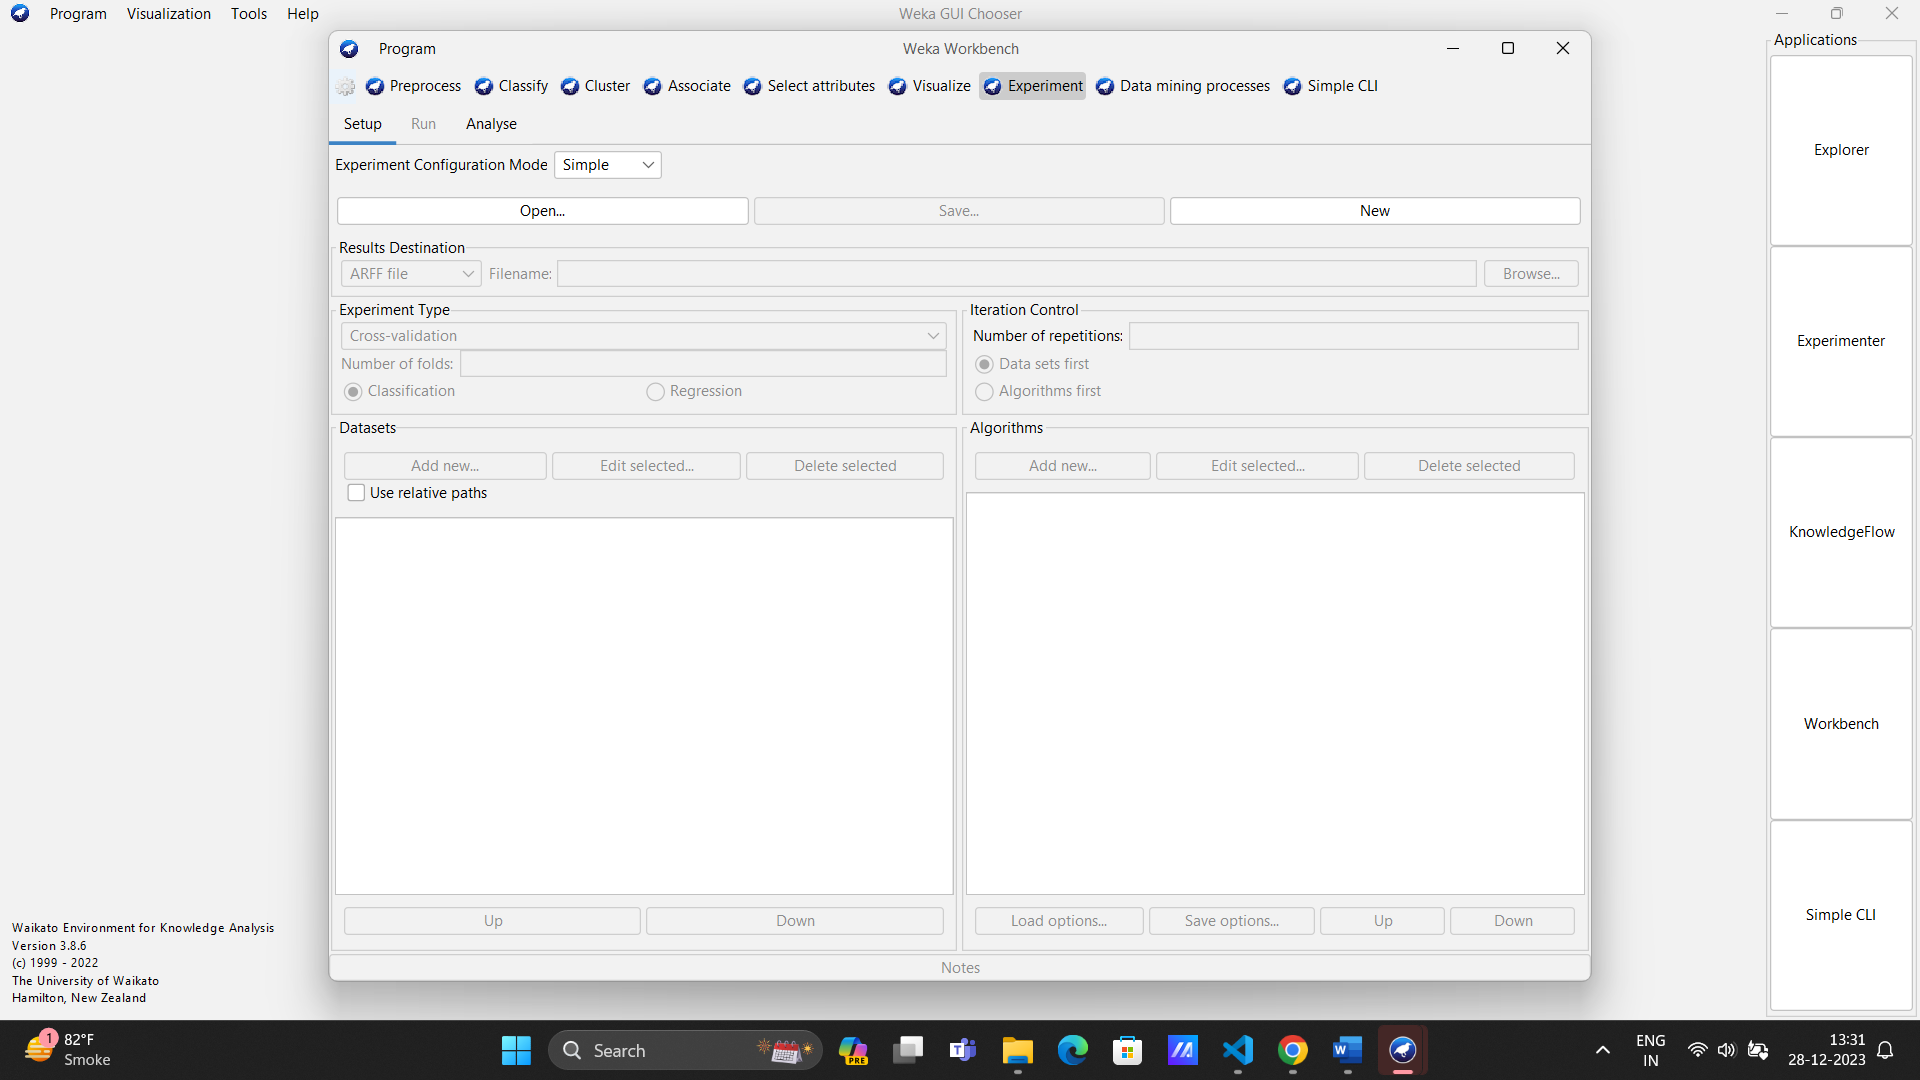 Program Visualization Tools Help Weka GUI Chooser
Applications
Program Weka Workbench
Preprocess Classify Cluster Associate Select attributes Visualize Experiment Data mining processes Simple CLI
Setup Run Analyse
Experiment Configuration Mode Simple
Open... Save... New
Results Destination
ARFF file Filename: Browse...
Experiment Type
Cross-validation
Number of folds:
Classification Regression
Iteration Control
Number of repetitions:
Data sets first
Algorithms first
Datasets
Add new... Edit selected... Delete selected
Use relative paths
Up Down
Algorithms
Add new... Edit selected... Delete selected
Load options... Save options... Up Down
Notes
Explorer
Experimenter
KnowledgeFlow
Workbench
Simple CLI
Waikato Environment for Knowledge Analysis
Version 3.8.6
(c) 1999 - 2022
The University of Waikato
Hamilton, New Zealand
1
82°F
Smoke
Search
PRE
ENG
IN
13:31
28-12-2023